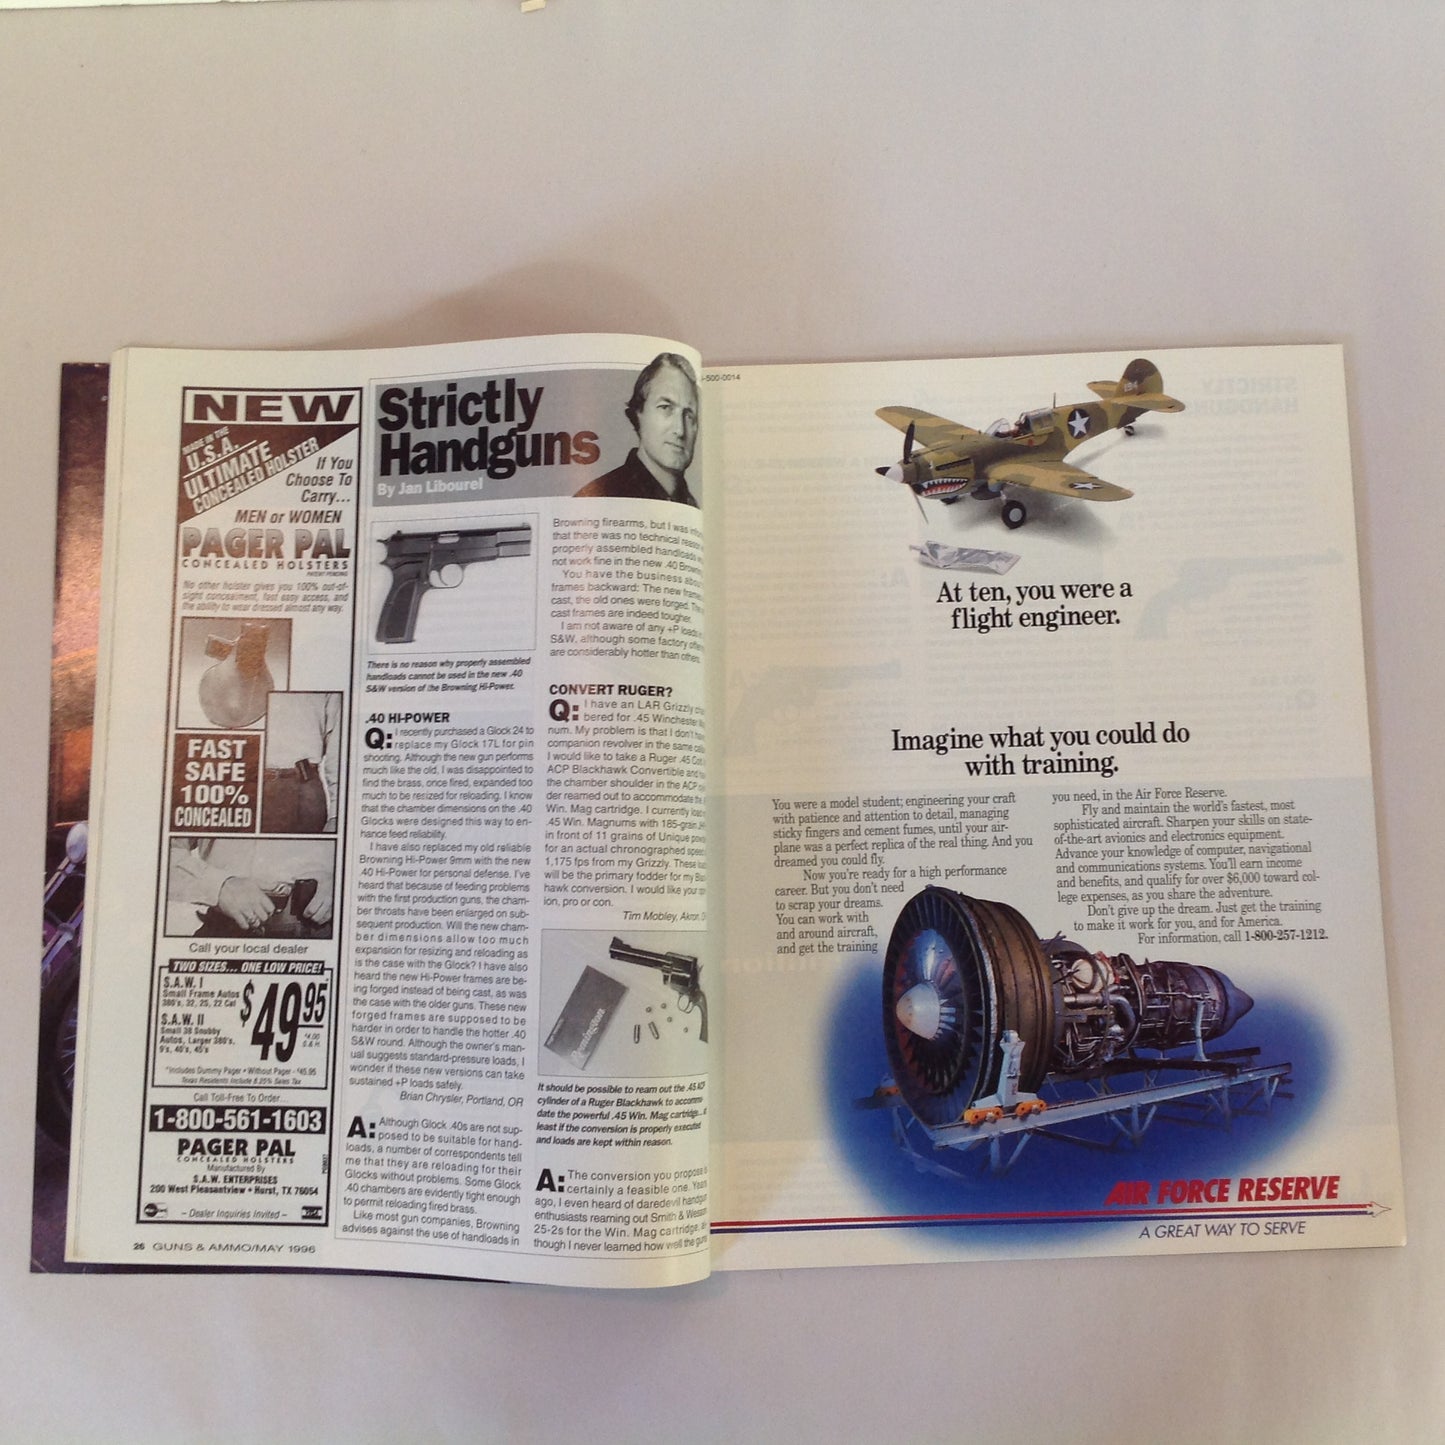 NEW
MADE IN THE
U.S.A.
ULTIMATE
CONCEALED HOLSTER
If You
Choose To
Carry...
MEN or WOMEN
PAGER PAL
CONCEALED HOLSTERS
PATENT PENDING
No other holster gives you 100% out-of-
sight concealment, fast easy access, and
the ability to wear dressed almost any way.
FAST
SAFE
100%
CONCEALED
Call your local dealer
TWO SIZES... ONE LOW PRICE!
S.A.W. I
Small Frame Autos
380's, 32, 25, 22 Cal
S.A.W. II
Small 38 Snubby
Autos, Larger 380's,
9's, 40's, 45's
$49.95
$4.00
S & H
*Includes Dummy Pager • Without Pager - $45.95
Texas Residents Include 8.25% Sales Tax
Call Toll-Free To Order...
1-800-561-1603
PAGER PAL
CONCEALED HOLSTERS
Manufactured By
S.A.W. ENTERPRISES
200 West Pleasantview • Hurst, TX 76054
– Dealer Inquiries Invited –
26 GUNS & AMMO/MAY 1996
Strictly
Handguns
By Jan Libourel
There is no reason why properly assembled
handloads cannot be used in the new .40
S&W version of the Browning Hi-Power.
.40 HI-POWER
Q: I recently purchased a Glock 24 to
replace my Glock 17L for pin
shooting. Although the new gun performs
much like the old, I was disappointed to
find the brass, once fired, expanded too
much to be resized for reloading. I know
that the chamber dimensions on the .40
Glocks were designed this way to en-
hance feed reliability.
I have also replaced my old reliable
Browning Hi-Power 9mm with the new
.40 Hi-Power for personal defense. I've
heard that because of feeding problems
with the first production guns, the cham-
ber throats have been enlarged on sub-
sequent production. Will the new cham-
ber dimensions allow too much
expansion for resizing and reloading as
is the case with the Glock? I have also
heard the new Hi-Power frames are be-
ing forged instead of being cast, as was
the case with the older guns. These new
forged frames are supposed to be
harder in order to handle the hotter .40
S&W round. Although the owner's man-
ual suggests standard-pressure loads, I
wonder if these new versions can take
sustained +P loads safely.
Brian Chrysler, Portland, OR
A: Although Glock .40s are not sup-
posed to be suitable for hand-
loads, a number of correspondents tell
me that they are reloading for their
Glocks without problems. Some Glock
.40 chambers are evidently tight enough
to permit reloading fired brass.
Like most gun companies, Browning
advises against the use of handloads in
Browning firearms, but I was
that there was no technical reason
properly assembled handloads
not work fine in the new .40
You have the business about
frames backward: The new
cast, the old ones were forged.
cast frames are indeed tougher.
I am not aware of any +P loads
S&W, although some factory
are considerably hotter than others.
CONVERT RUGER?
Q: I have an LAR Grizzly
bered for .45 Winchester
num. My problem is that I don't
companion revolver in the same
I would like to take a Ruger .45
ACP Blackhawk Convertible and
the chamber shoulder in the ACP
der reamed out to accommodate the
Win. Mag cartridge. I currently
.45 Win. Magnums with 185-grain
in front of 11 grains of Unique
for an actual chronographed
1,175 fps from my Grizzly. These
will be the primary fodder for my
hawk conversion. I would like your
ion, pro or con.
Tim Mobley, Akron,
Remington
It should be possible to ream out the .45 ACP
cylinder of a Ruger Blackhawk to accommo-
date the powerful .45 Win. Mag cartridge...
least if the conversion is properly executed
and loads are kept within reason.
A: The conversion you propose
certainly a feasible one. Years
ago, I even heard of daredevil handgun
enthusiasts reaming out Smith & Wesson
25-2s for the Win. Mag cartridge,
though I never learned how well the guns
-500-0014
194
At ten, you were a
flight engineer.
Imagine what you could do
with training.
You were a model student; engineering your craft
with patience and attention to detail, managing
sticky fingers and cement fumes, until your air-
plane was a perfect replica of the real thing. And you
dreamed you could fly.
Now you're ready for a high performance
career. But you don't need
to scrap your dreams.
You can work with
and around aircraft,
and get the training
you need, in the Air Force Reserve.
Fly and maintain the world's fastest, most
sophisticated aircraft. Sharpen your skills on state-
of-the-art avionics and electronics equipment.
Advance your knowledge of computer, navigational
and communications systems. You'll earn income
and benefits, and qualify for over $6,000 toward col-
lege expenses, as you share the adventure.
Don't give up the dream. Just get the training
to make it work for you, and for America.
For information, call 1-800-257-1212.
AIR FORCE RESERVE
A GREAT WAY TO SERVE